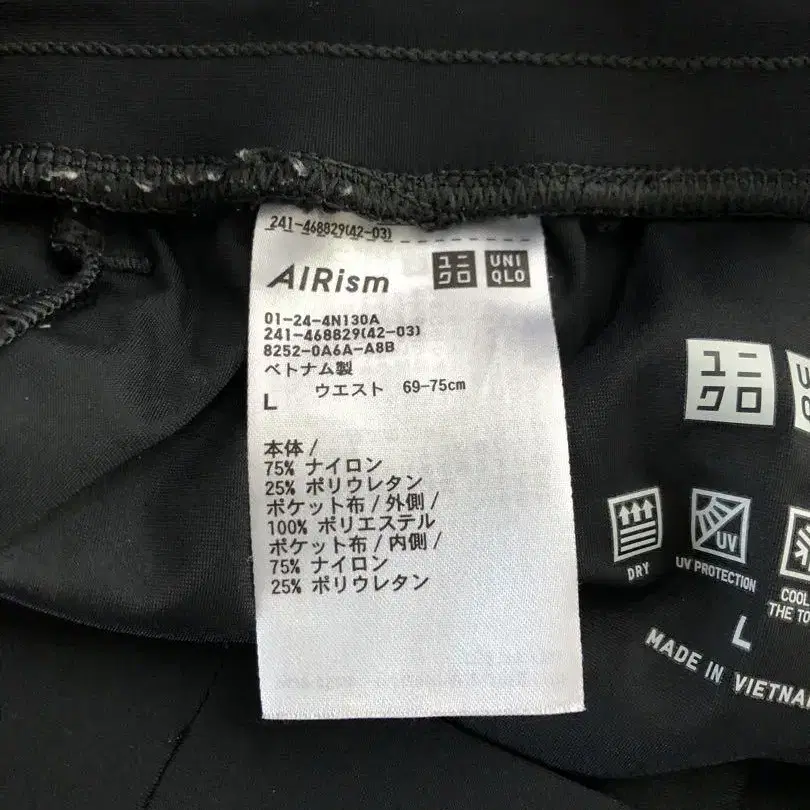 241-468829(42-03)
AIRism ユニクロ UNIQLO
01-24-4N130A
241-468829(42-03)
8252-0A6A-A8B
ベトナム製
L ウエスト 69-75cm
本体 /
75% ナイロン
25% ポリウレタン
ポケット布 / 外側 /
100% ポリエステル
ポケット布 / 内側 /
75% ナイロン
25% ポリウレタン
ユニクロ
DRY
UV
UV PROTECTION
COOL
THE TO
L
MADE IN VIETNA